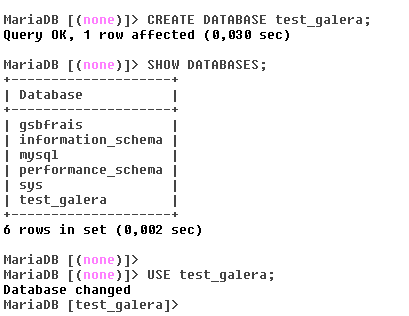 MariaDB [(none)]> CREATE DATABASE test_galera;
Query OK, 1 row affected (0,030 sec)
MariaDB [(none)]> SHOW DATABASES;
+--------------------+
| Database           |
+--------------------+
| gsbfrais           |
| information_schema |
| mysql              |
| performance_schema |
| sys                |
| test_galera        |
+--------------------+
6 rows in set (0,002 sec)
MariaDB [(none)]>
MariaDB [(none)]> USE test_galera;
Database changed
MariaDB [test_galera]>